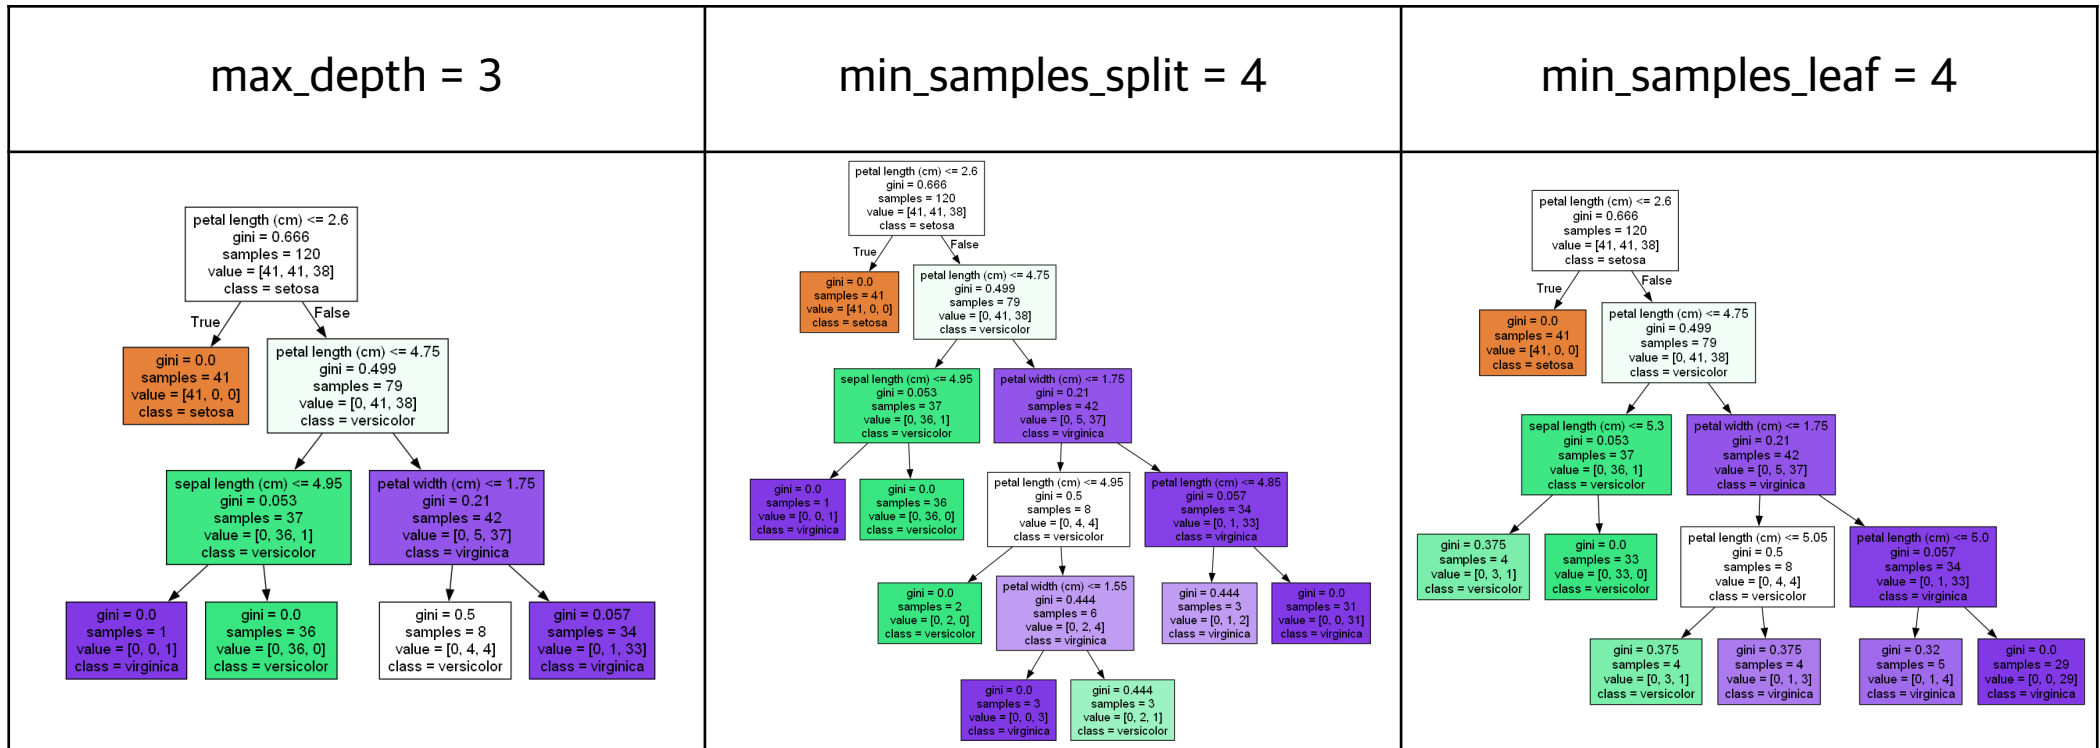 max_depth = 3
min_samples_split = 4
min_samples_leaf = 4
petal length (cm) <= 2.6
gini = 0.666
samples = 120
value = [41, 41, 38]
class = setosa
True
False
gini = 0.0
samples = 41
value = [41, 0, 0]
class = setosa
petal length (cm) <= 4.75
gini = 0.499
samples = 79
value = [0, 41, 38]
class = versicolor
sepal length (cm) <= 4.95
gini = 0.053
samples = 37
value = [0, 36, 1]
class = versicolor
petal width (cm) <= 1.75
gini = 0.21
samples = 42
value = [0, 5, 37]
class = virginica
gini = 0.0
samples = 1
value = [0, 0, 1]
class = virginica
gini = 0.0
samples = 36
value = [0, 36, 0]
class = versicolor
gini = 0.5
samples = 8
value = [0, 4, 4]
class = versicolor
gini = 0.057
samples = 34
value = [0, 1, 33]
class = virginica
petal length (cm) <= 2.6
gini = 0.666
samples = 120
value = [41, 41, 38]
class = setosa
True
False
gini = 0.0
samples = 41
value = [41, 0, 0]
class = setosa
petal length (cm) <= 4.75
gini = 0.499
samples = 79
value = [0, 41, 38]
class = versicolor
sepal length (cm) <= 4.95
gini = 0.053
samples = 37
value = [0, 36, 1]
class = versicolor
petal width (cm) <= 1.75
gini = 0.21
samples = 42
value = [0, 5, 37]
class = virginica
gini = 0.0
samples = 1
value = [0, 0, 1]
class = virginica
gini = 0.0
samples = 36
value = [0, 36, 0]
class = versicolor
petal length (cm) <= 4.95
gini = 0.5
samples = 8
value = [0, 4, 4]
class = versicolor
petal length (cm) <= 4.85
gini = 0.057
samples = 34
value = [0, 1, 33]
class = virginica
gini = 0.0
samples = 2
value = [0, 2, 0]
class = versicolor
petal width (cm) <= 1.55
gini = 0.444
samples = 6
value = [0, 2, 4]
class = virginica
gini = 0.444
samples = 3
value = [0, 1, 2]
class = virginica
gini = 0.0
samples = 31
value = [0, 0, 31]
class = virginica
gini = 0.0
samples = 3
value = [0, 0, 3]
class = virginica
gini = 0.444
samples = 3
value = [0, 2, 1]
class = versicolor
petal length (cm) <= 2.6
gini = 0.666
samples = 120
value = [41, 41, 38]
class = setosa
True
False
gini = 0.0
samples = 41
value = [41, 0, 0]
class = setosa
petal length (cm) <= 4.75
gini = 0.499
samples = 79
value = [0, 41, 38]
class = versicolor
sepal length (cm) <= 5.3
gini = 0.053
samples = 37
value = [0, 36, 1]
class = versicolor
petal width (cm) <= 1.75
gini = 0.21
samples = 42
value = [0, 5, 37]
class = virginica
gini = 0.375
samples = 4
value = [0, 3, 1]
class = versicolor
gini = 0.0
samples = 33
value = [0, 33, 0]
class = versicolor
petal length (cm) <= 5.05
gini = 0.5
samples = 8
value = [0, 4, 4]
class = versicolor
petal length (cm) <= 5.0
gini = 0.057
samples = 34
value = [0, 1, 33]
class = virginica
gini = 0.375
samples = 4
value = [0, 3, 1]
class = versicolor
gini = 0.375
samples = 4
value = [0, 1, 3]
class = virginica
gini = 0.32
samples = 5
value = [0, 1, 4]
class = virginica
gini = 0.0
samples = 29
value = [0, 0, 29]
class = virginica